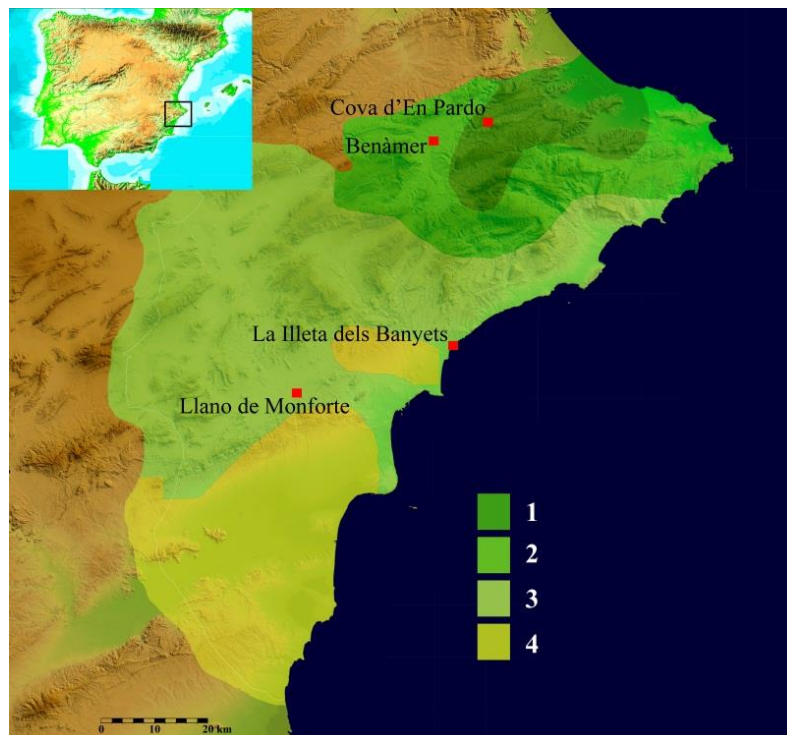 Cova d'En Pardo
Benàmer
La Illeta dels Banyets
Llano de Monforte
1
2
3
4
0 10 20 km